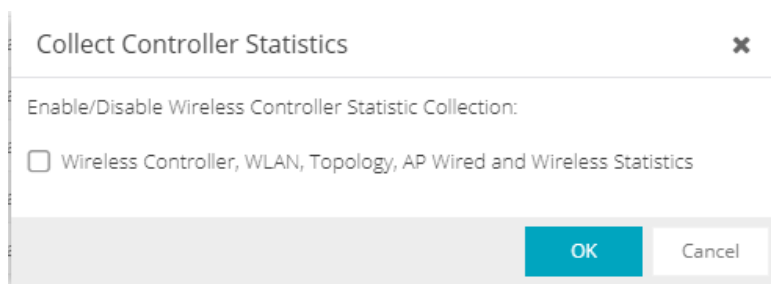 Collect Controller Statistics
Enable/Disable Wireless Controller Statistic Collection:
Wireless Controller, WLAN, Topology, AP Wired and Wireless Statistics
OK Cancel